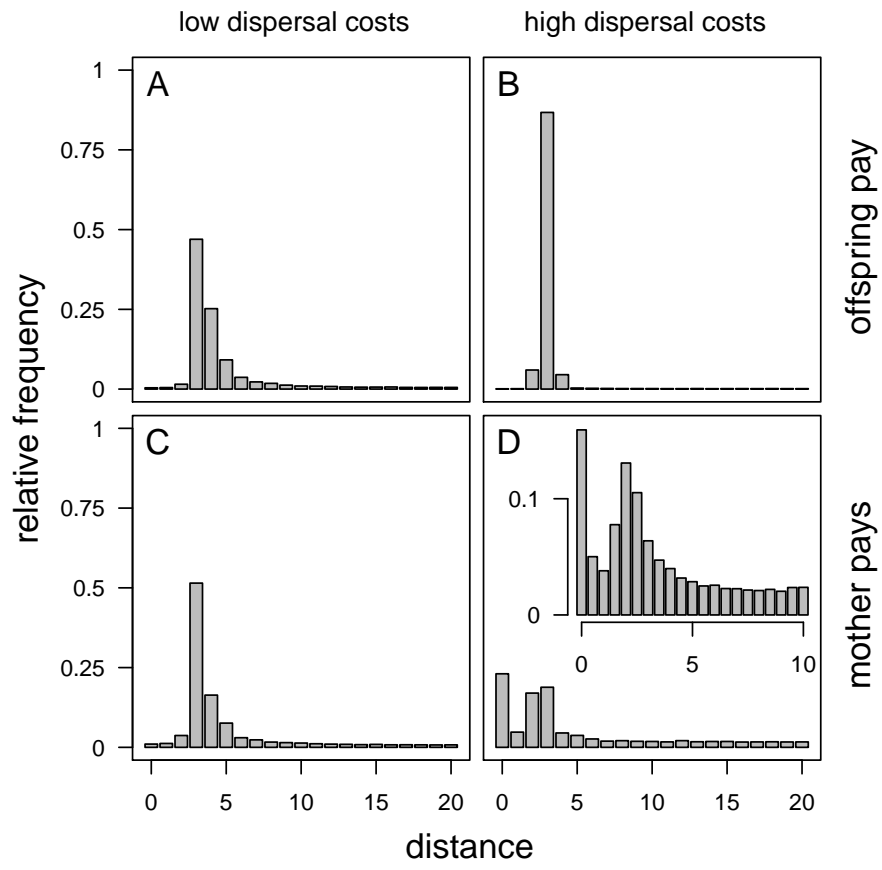 low dispersal costs high dispersal costs
A
B
1
0.75
0.5
0.25
0
offspring pay
relative frequency
C
D
1
0.75
0.5
0.25
0
0.1
0
0 5 10
mother pays
0 5 10 15 20
0 5 10 15 20
distance